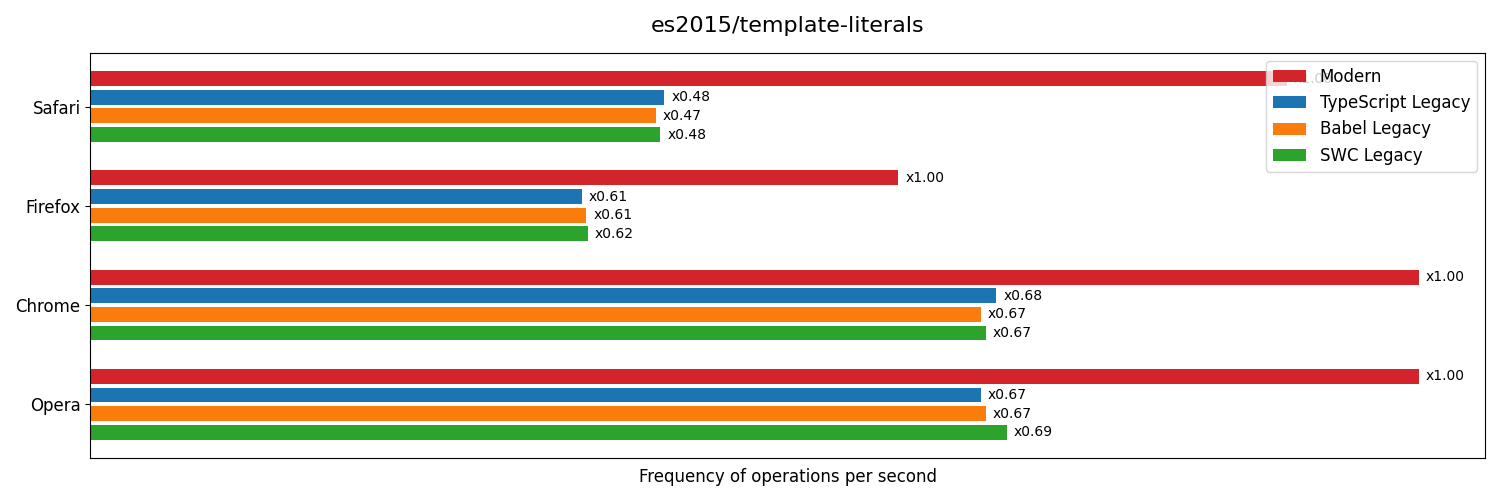 es2015/template-literals
Modern
TypeScript Legacy
Babel Legacy
SWC Legacy
Safari
x0.48
x0.47
x0.48
Firefox
x1.00
x0.61
x0.61
x0.62
Chrome
x1.00
x0.68
x0.67
x0.67
Opera
x1.00
x0.67
x0.67
x0.69
Frequency of operations per second